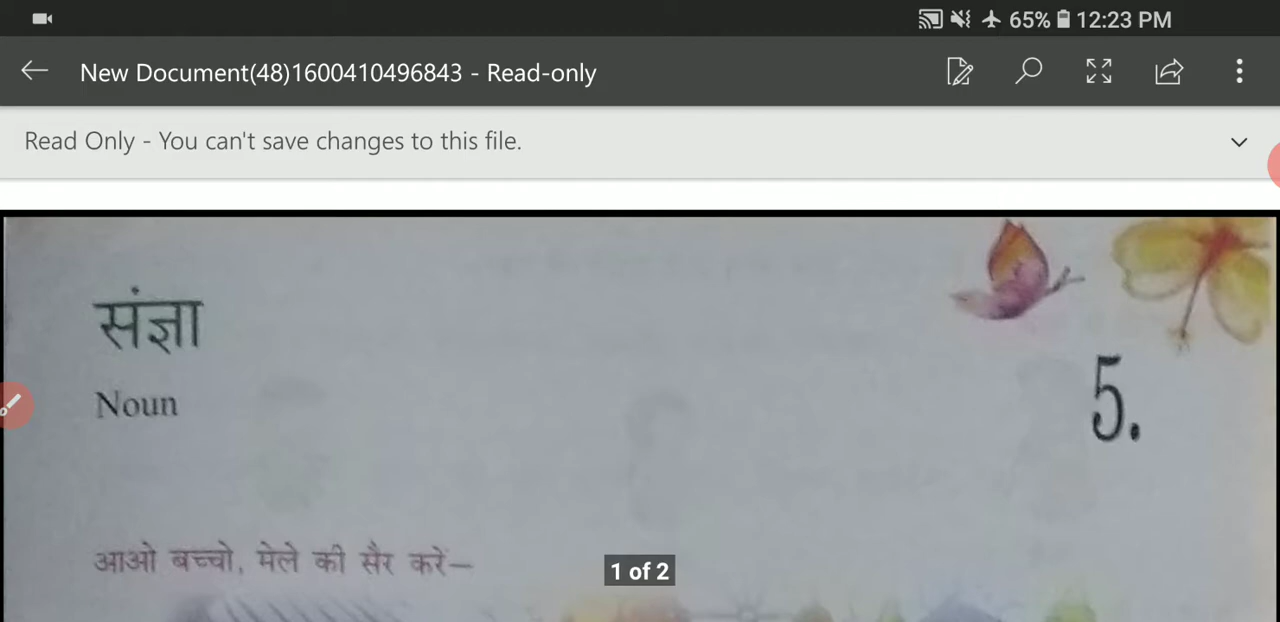 65% 12:23 PM
New Document(48)1600410496843 - Read-only
Read Only - You can't save changes to this file.
संज्ञा
Noun
5.
आओ बच्चो, मेले की सैर करें–
1 of 2